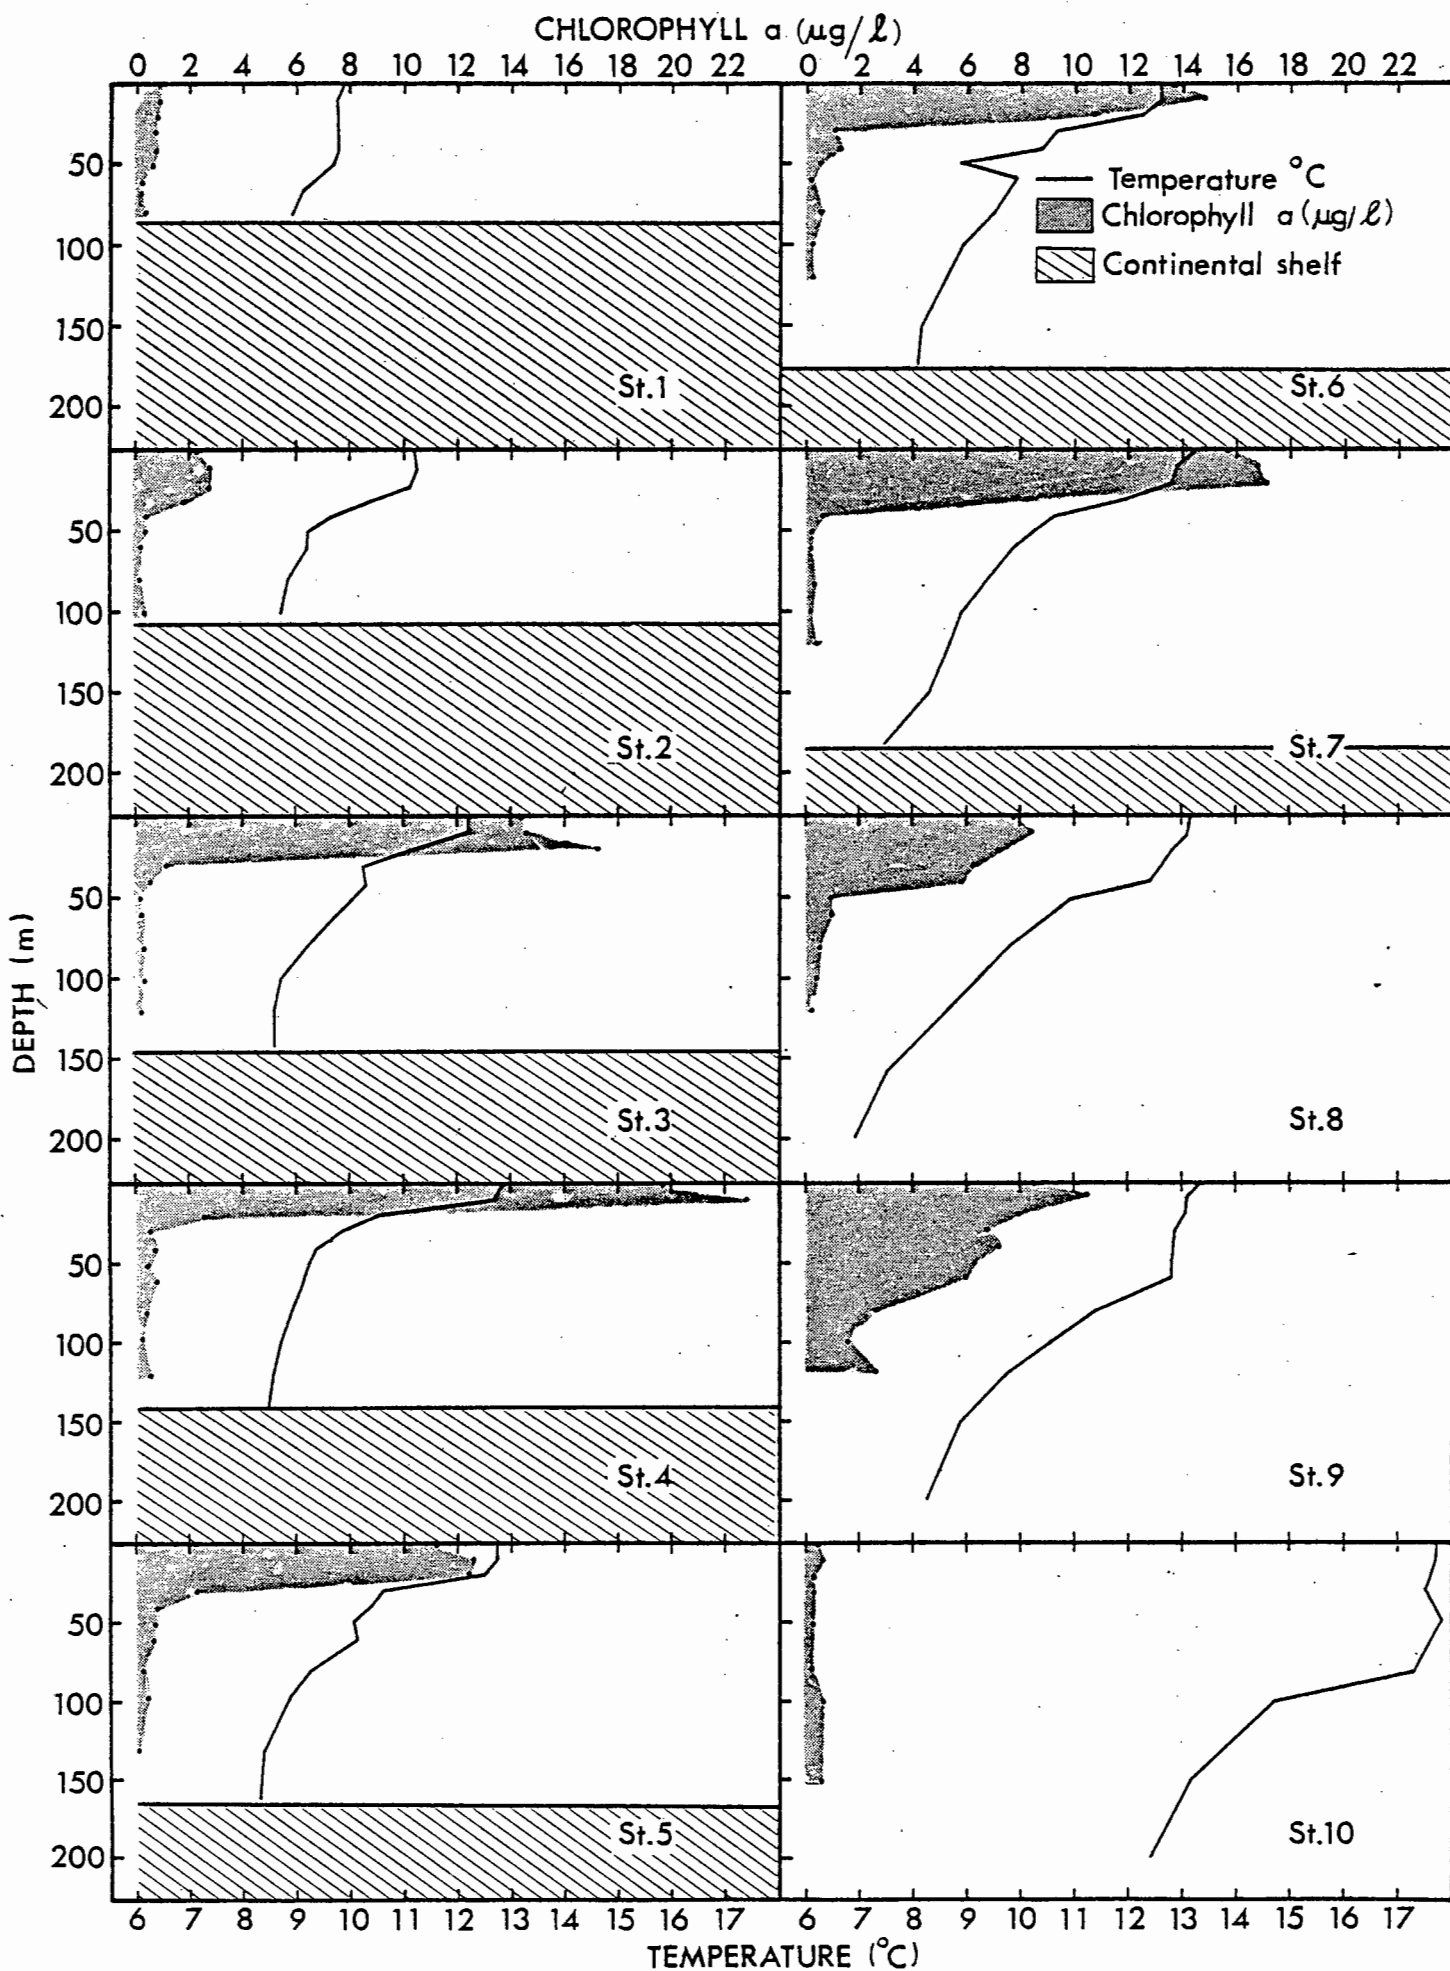 CHLOROPHYLL a (μg/ℓ)
0 2 4 6 8 10 12 14 16 18 20 22
0 2 4 6 8 10 12 14 16 18 20 22
50
100
150
200
St.1
Temperature °C
Chlorophyll a (μg/ℓ)
Continental shelf
St.6
50
100
150
200
St.2
St.7
DEPTH (m)
50
100
150
200
St.3
St.8
50
100
150
200
St.4
St.9
50
100
150
200
St.5
St.10
6 7 8 9 10 11 12 13 14 15 16 17
6 7 8 9 10 11 12 13 14 15 16 17
TEMPERATURE (°C)